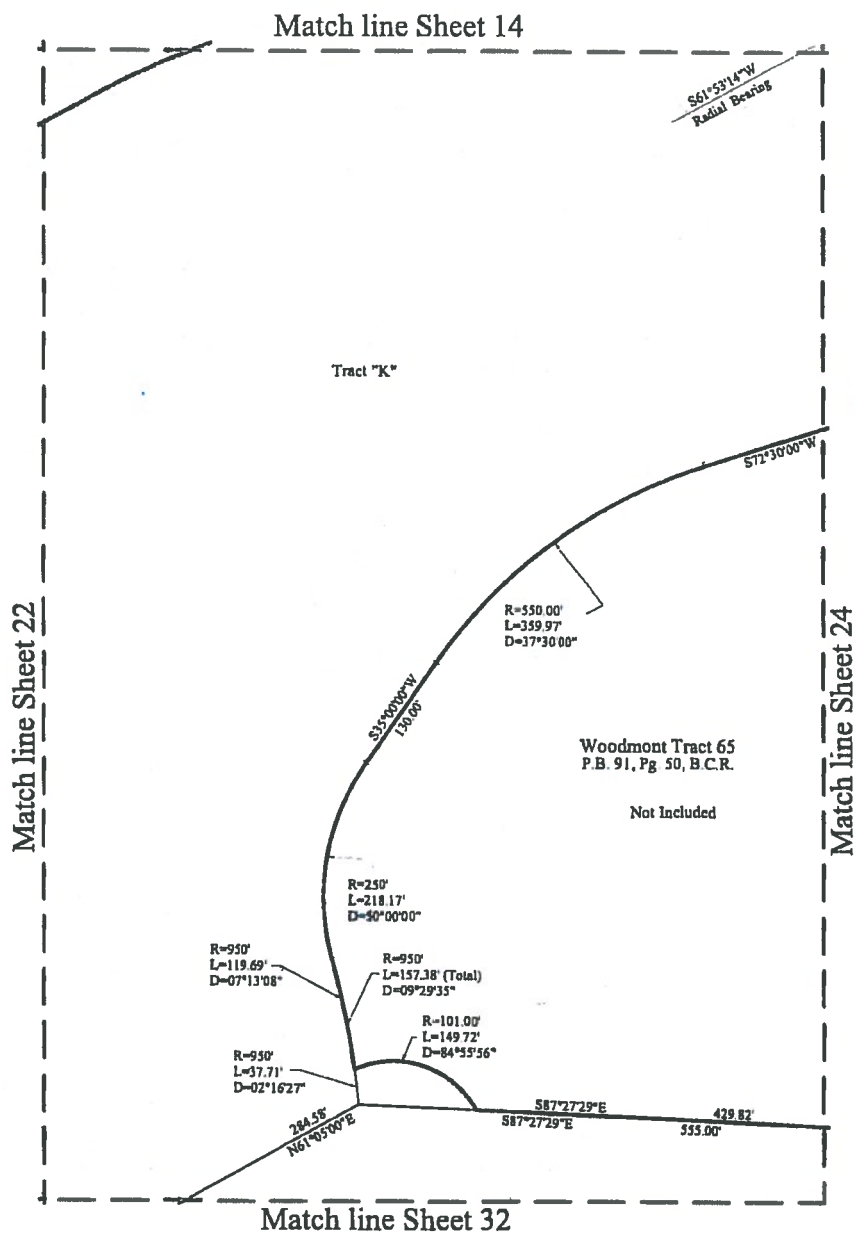 Match line Sheet 14
S61°53'14"W
Radial Bearing
Tract "K"
S72°30'00"W
Match line Sheet 22
Match line Sheet 24
R=550.00'
L=359.97'
D=37°30'00"
S35°00'00"W
130.00'
Woodmont Tract 65
P.B. 91, Pg. 50, B.C.R.
Not Included
R=250'
L=218.17'
D=50°00'00"
R=950'
L=119.69'
D=07°13'08"
R=950'
L=157.38' (Total)
D=09°29'35"
R=101.00'
L=149.72'
D=84°55'56"
R=950'
L=37.71'
D=02°16'27"
284.58'
N61°05'00"E
S87°27'29"E
429.82'
S87°27'29"E
555.00'
Match line Sheet 32